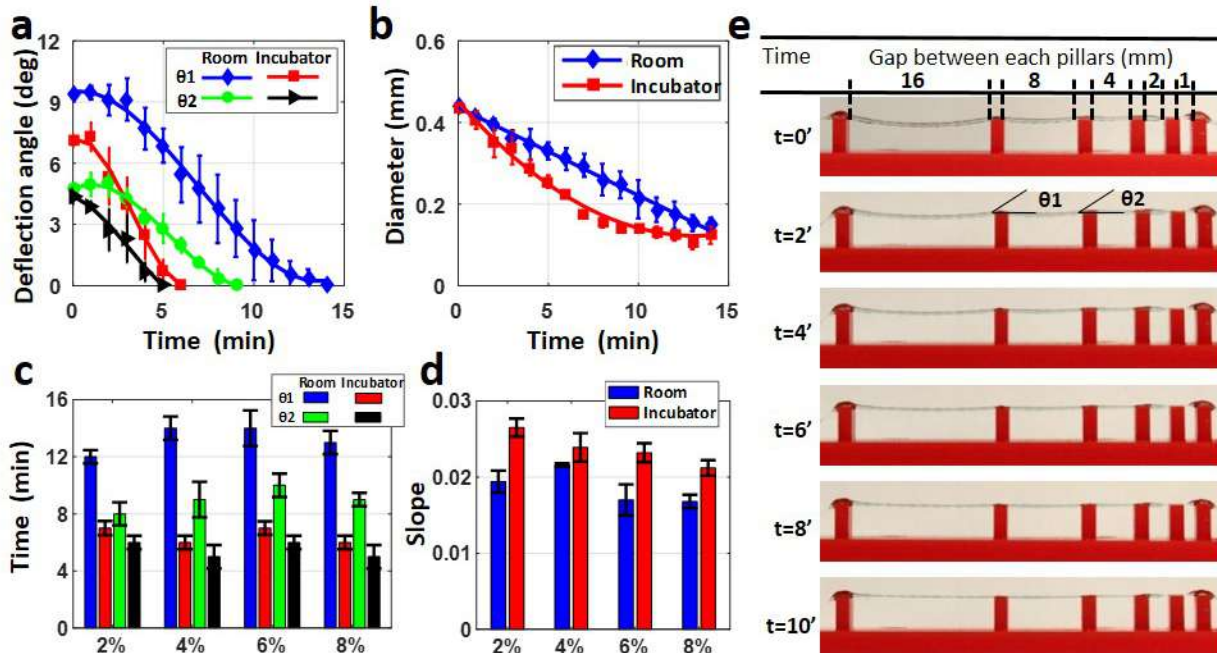 a
Deflection angle (deg)
12
9
6
3
0
Room Incubator
θ1
θ2
0 5 10 15
Time (min)
b
Diameter (mm)
0.6
0.4
0.2
0
Room
Incubator
0 5 10 15
Time (min)
c
Time (min)
16
12
8
4
0
Room Incubator
θ1
θ2
2% 4% 6% 8%
d
Slope
0.03
0.02
0.01
0.00
Room
Incubator
2% 4% 6% 8%
e
Time Gap between each pillars (mm)
16 8 4 2 1
t=0’
t=2’
θ1 θ2
t=4’
t=6’
t=8’
t=10’